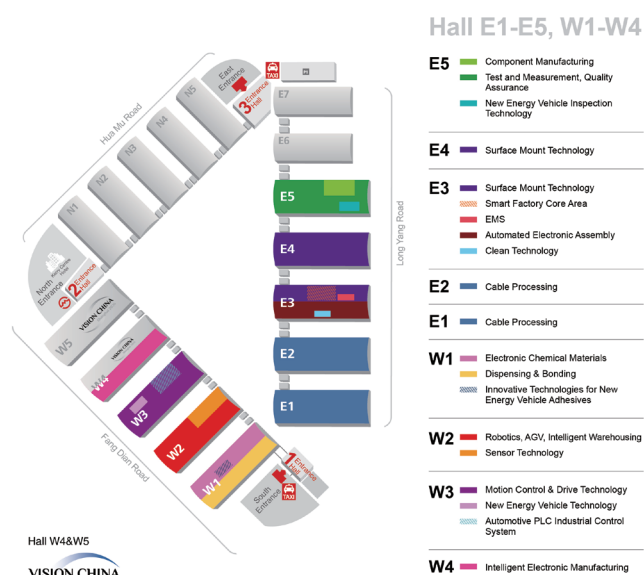 Hall E1-E5, W1-W4
E5
Component Manufacturing
Test and Measurement, Quality
Assurance
New Energy Vehicle Inspection
Technology
E4
Surface Mount Technology
E3
Surface Mount Technology
Smart Factory Core Area
EMS
Automated Electronic Assembly
Clean Technology
E2
Cable Processing
E1
Cable Processing
W1
Electronic Chemical Materials
Dispensing & Bonding
Innovative Technologies for New
Energy Vehicle Adhesives
W2
Robotics, AGV, Intelligent Warehousing
Sensor Technology
W3
Motion Control & Drive Technology
New Energy Vehicle Technology
Automotive PLC Industrial Control
System
W4
Intelligent Electronic Manufacturing
East
Entrance
3
Entrance
Hall
TAXI
Hua Mu Road
N5
N4
N3
N2
N1
E7
E6
E5
E4
E3
E2
E1
Long Yang Road
North
Entrance
2
Entrance
Hall
W5
VISION CHINA
W4
VISION CHINA
W3
W2
W1
Fang Dian Road
1
Entrance
Hall
South
Entrance
TAXI
Hall W4&W5
VISION CHINA